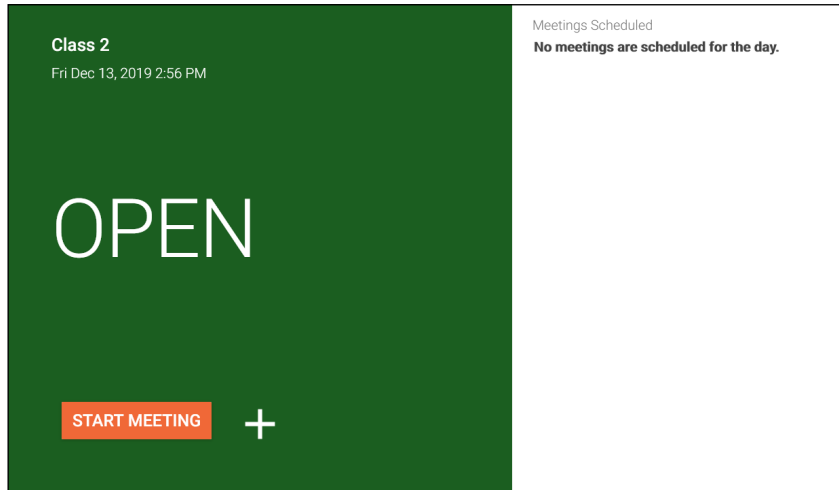 Class 2
Fri Dec 13, 2019 2:56 PM
OPEN
START MEETING
Meetings Scheduled
No meetings are scheduled for the day.